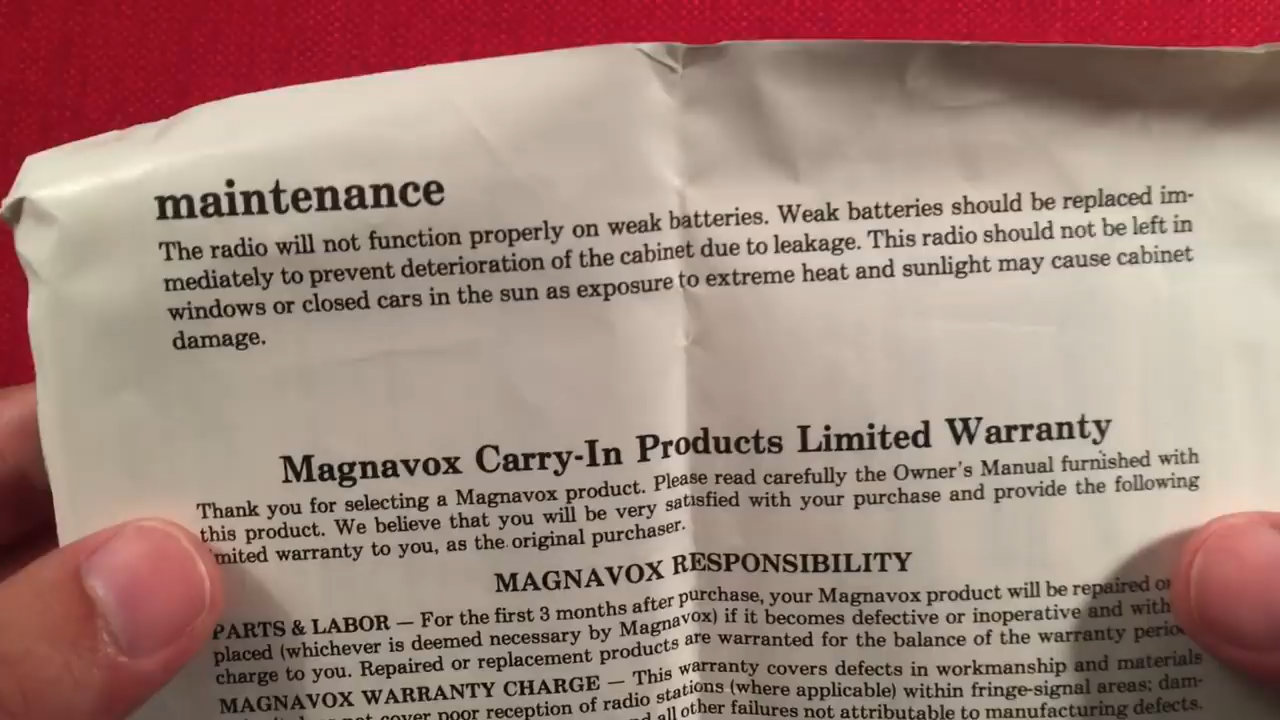 maintenance
The radio will not function properly on weak batteries. Weak batteries should be replaced im-
mediately to prevent deterioration of the cabinet due to leakage. This radio should not be left in
windows or closed cars in the sun as exposure to extreme heat and sunlight may cause cabinet
damage.
Magnavox Carry-In Products Limited Warranty
Thank you for selecting a Magnavox product. Please read carefully the Owner's Manual furnished with
this product. We believe that you will be very satisfied with your purchase and provide the following
mited warranty to you, as the original purchaser.
MAGNAVOX RESPONSIBILITY
PARTS & LABOR — For the first 3 months after purchase, your Magnavox product will be repaired or
placed (whichever is deemed necessary by Magnavox) if it becomes defective or inoperative and with
charge to you. Repaired or replacement products are warranted for the balance of the warranty perio
MAGNAVOX WARRANTY CHARGE — This warranty covers defects in workmanship and materials
cover poor reception of radio stations (where applicable) within fringe-signal areas; dam-
all other failures not attributable to manufacturing defects.